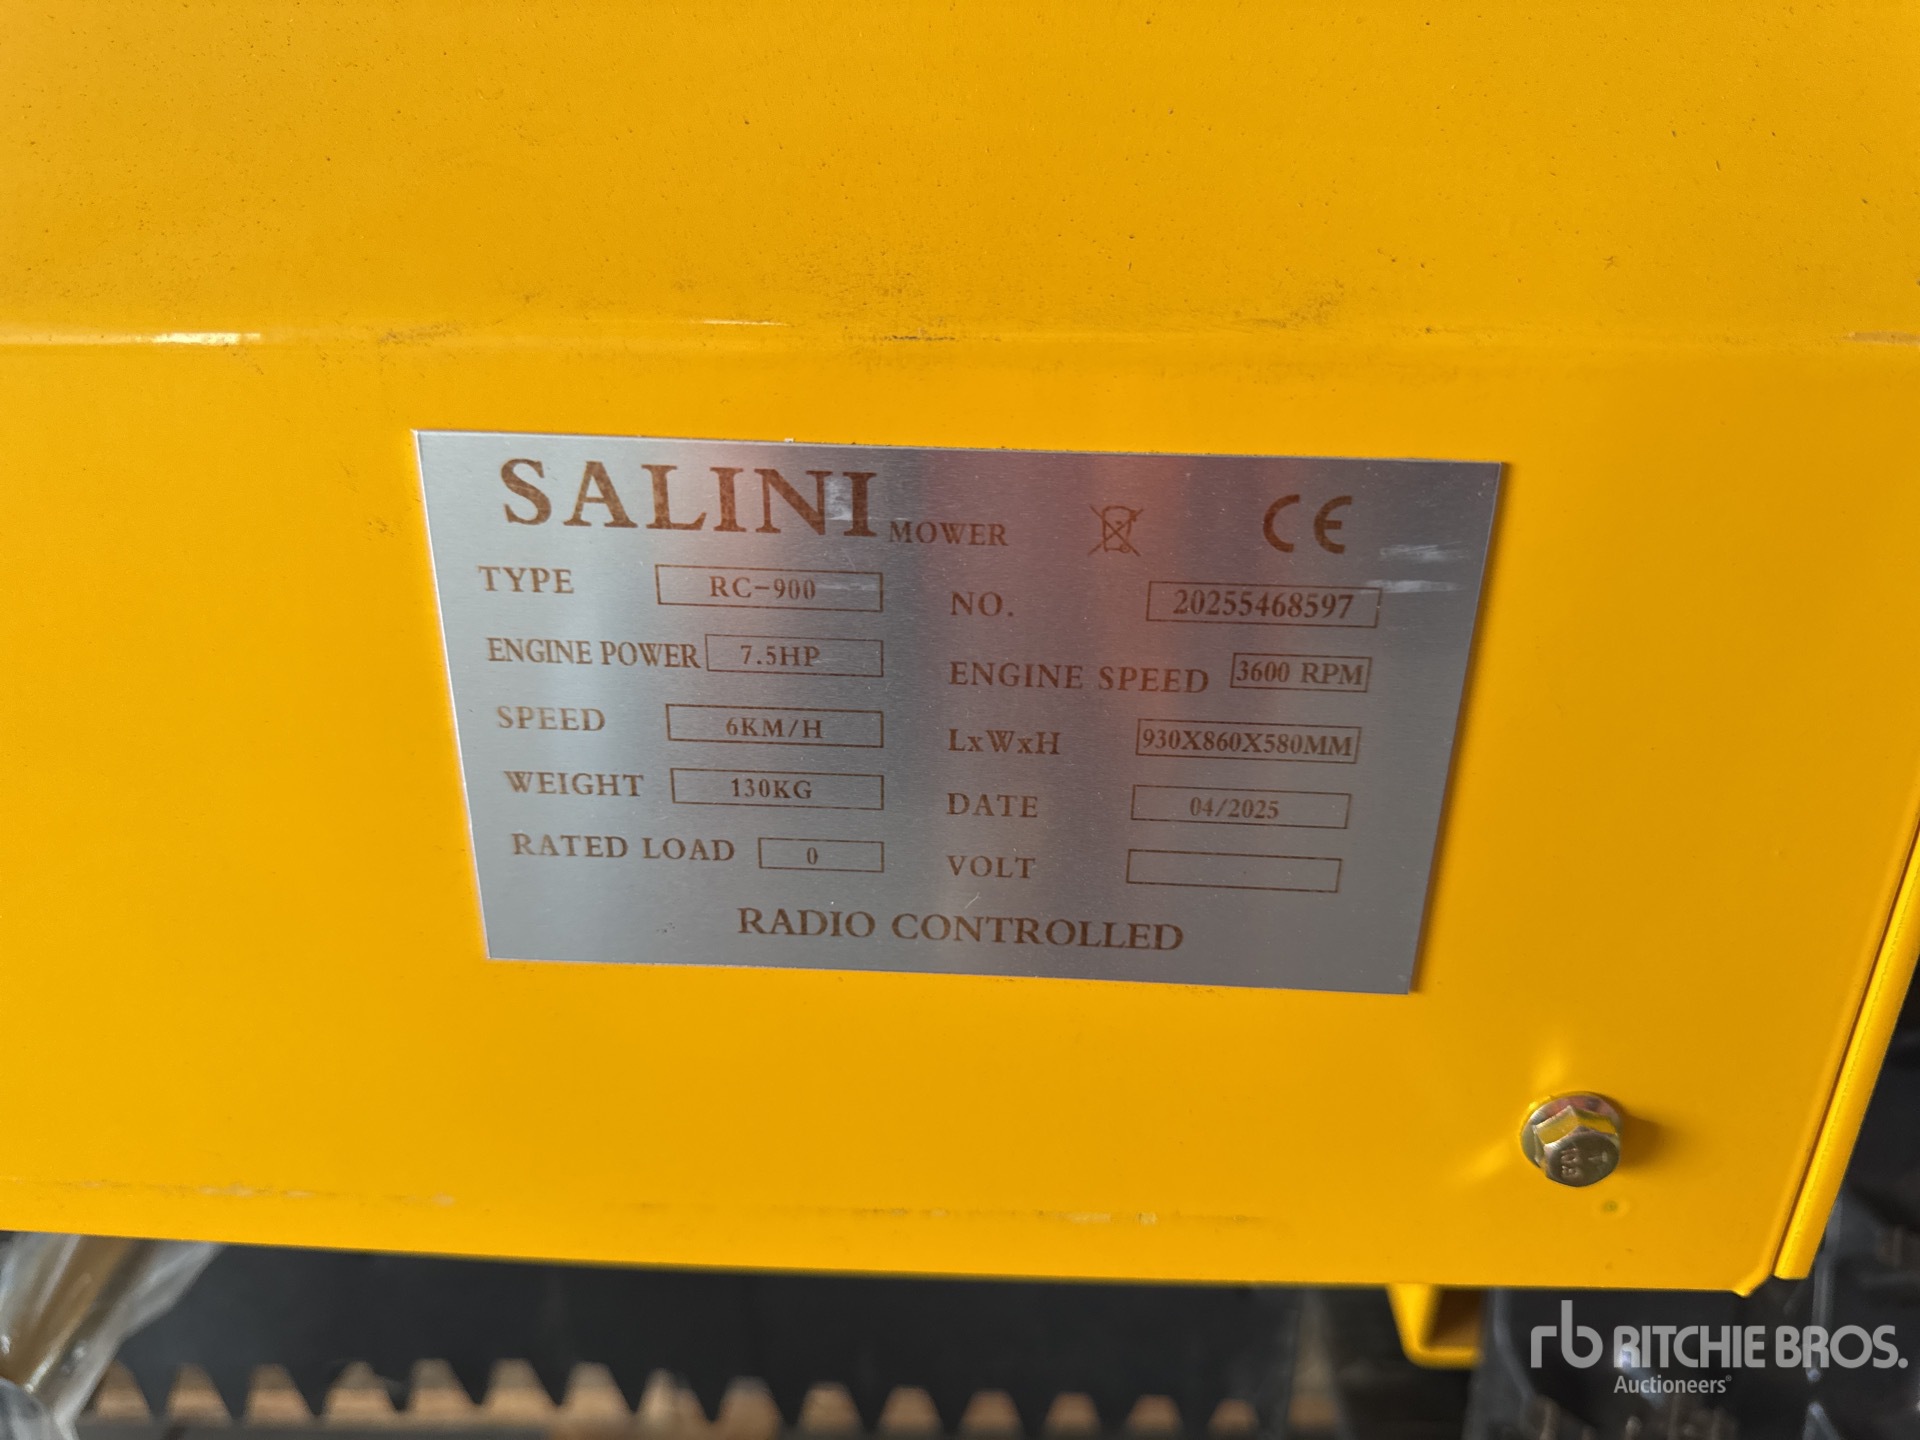 SALINI MOWER CE
TYPE RC-900
NO. 20255468597
ENGINE POWER 7.5HP
ENGINE SPEED 3600 RPM
SPEED 6KM/H
LxWxH 930X860X580MM
WEIGHT 130KG
DATE 04/2025
RATED LOAD 0
VOLT
RADIO CONTROLLED
rb RITCHIE BROS.
Auctioneers